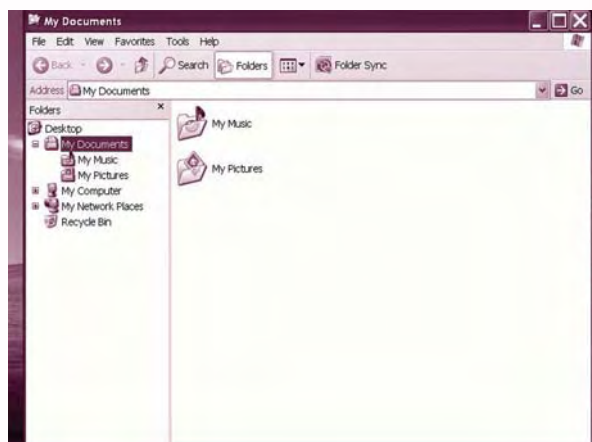 My Documents
File Edit View Favorites Tools Help
Back Search Folders Folder Sync
Address My Documents Go
Folders ×
Desktop
My Documents
My Music
My Pictures
My Computer
My Network Places
Recycle Bin
My Music
My Pictures